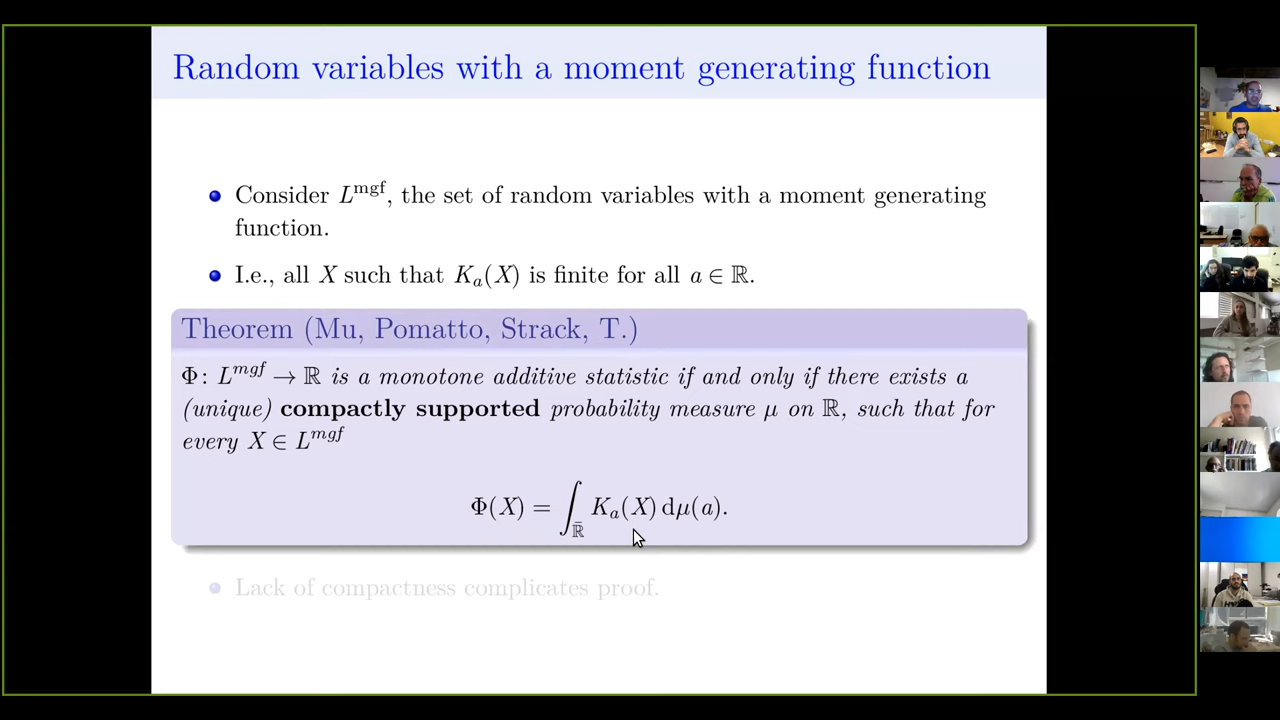 Random variables with a moment generating function
Consider L^mgf, the set of random variables with a moment generating
function.
I.e., all X such that K_a(X) is finite for all a ∈ ℝ.
Theorem (Mu, Pomatto, Strack, T.)
Φ: L^mgf → ℝ is a monotone additive statistic if and only if there exists a
(unique) compactly supported probability measure μ on ℝ, such that for
every X ∈ L^mgf
Φ(X) = ∫_ℝ̄ K_a(X) dμ(a).
Lack of compactness complicates proof.